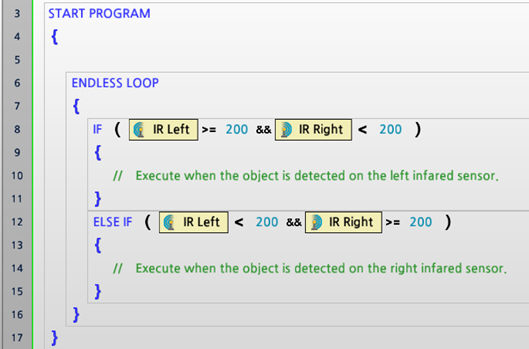 3 START PROGRAM
4 {
5
6 ENDLESS LOOP
7 {
8 IF ( IR Left >= 200 && IR Right < 200 )
9 {
10 // Execute when the object is detected on the left infared sensor.
11 }
12 ELSE IF ( IR Left < 200 && IR Right >= 200 )
13 {
14 // Execute when the object is detected on the right infared sensor.
15 }
16 }
17 }